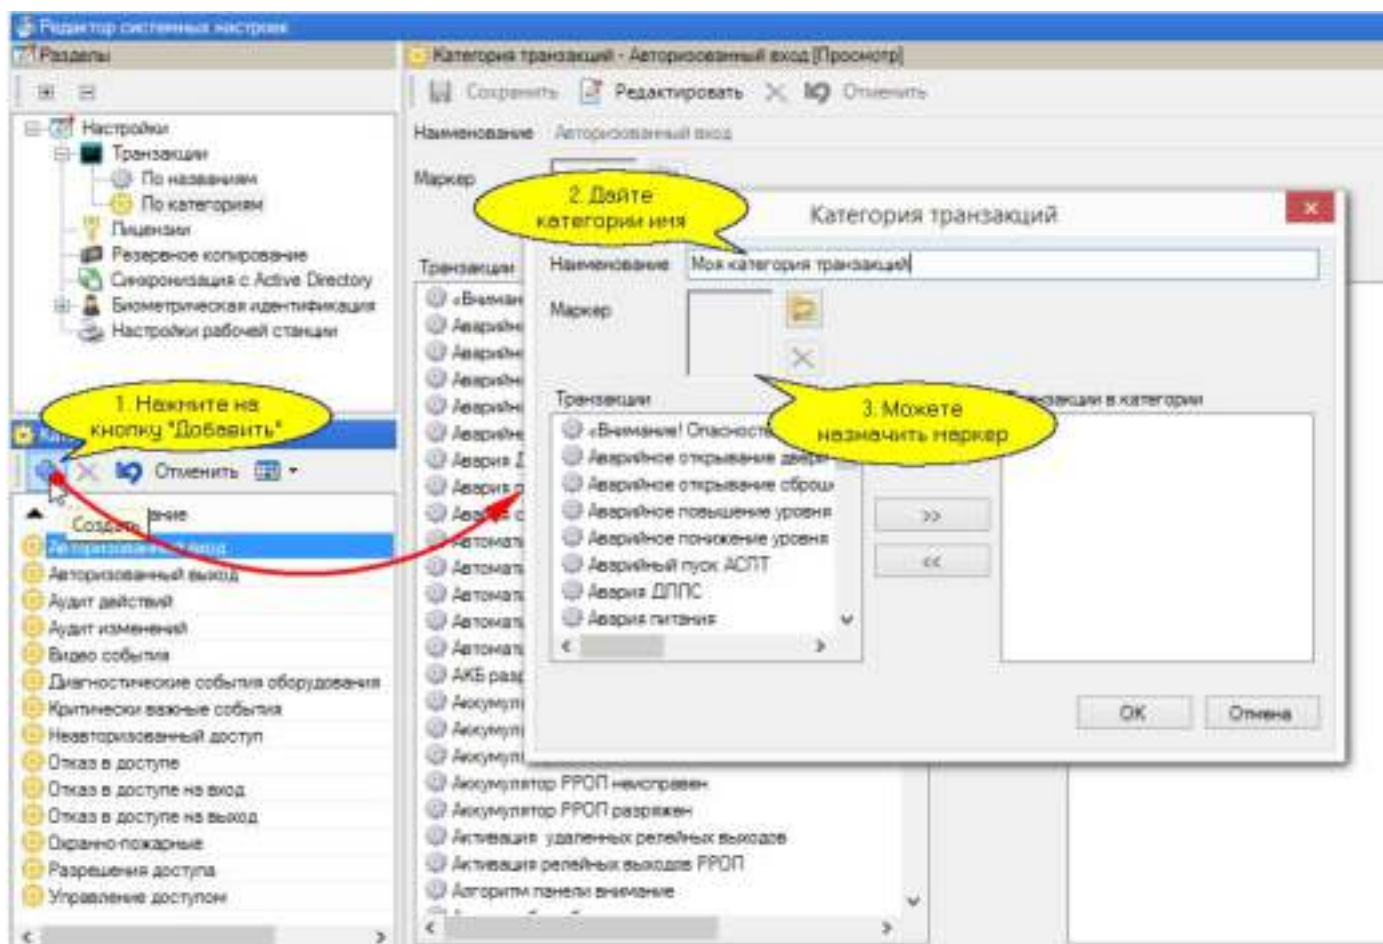 Редактор системных настроек
Разделы
Настройки
Транзакции
По названиям
По категориям
Лицензии
Резервное копирование
Синхронизация с Active Directory
Биометрическая идентификация
Настройки рабочей станции
1. Нажмите на
кнопку "Добавить"
Отменить
Создать
Авторизованный вход
Авторизованный выход
Аудит действий
Аудит изменений
Видео события
Диагностические события оборудования
Критически важные события
Неавторизованный доступ
Отказ в доступе
Отказ в доступе на вход
Отказ в доступе на выход
Охранно-пожарные
Разрешения доступа
Управление доступом
Категория транзакций - Авторизованный вход [Просмотр]
Сохранить Редактировать Отменить
Наименование Авторизованный вход
Маркер
Транзакции
АКБ
Аккумулятор РРОП неисправен
Аккумулятор РРОП разряжен
Активация удаленных релейных выходов
Активация релейных выходов РРОП
Алгоритм панели внимание
2. Дайте
категории имя
Категория транзакций
Наименование Моя категория транзакций
Маркер
3. Можете
назначить маркер
Транзакции
в категории
«Внимание!
Аварийное открывание двери
Аварийное открывание
Аварийное повышение уровня
Аварийное понижение уровня
Аварийный пуск АСПТ
Авария ДППС
Авария питания
>>
<<
OK Отмена